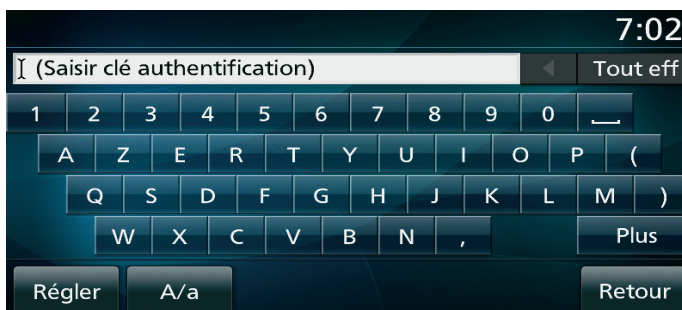 7:02
(Saisir clé authentification) Tout eff
1 2 3 4 5 6 7 8 9 0
A Z E R T Y U I O P (
Q S D F G H J K L M )
W X C V B N , Plus
Régler A/a Retour